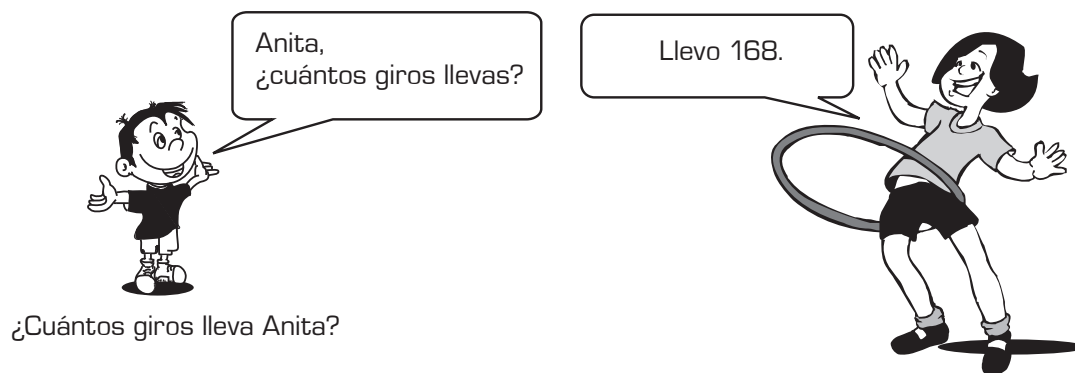 Anita,
¿cuántos giros llevas?
Llevo 168.
¿Cuántos giros lleva Anita?